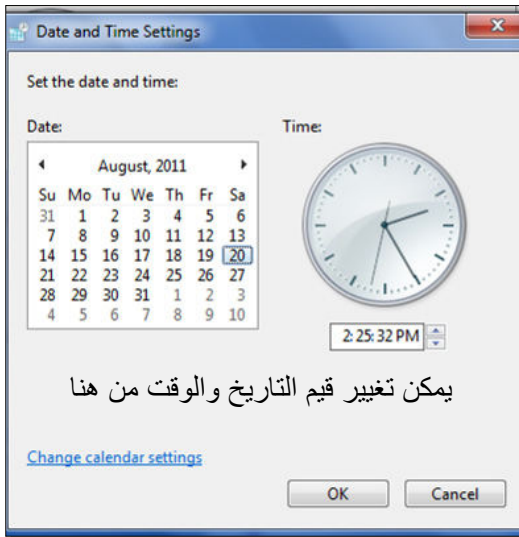 Date and Time Settings
Set the date and time:
Date:
Time:
August, 2011
Su Mo Tu We Th Fr Sa
31 1 2 3 4 5 6
7 8 9 10 11 12 13
14 15 16 17 18 19 20
21 22 23 24 25 26 27
28 29 30 31 1 2 3
4 5 6 7 8 9 10
2:25:32 PM
يمكن تغيير قيم التاريخ والوقت من هنا
Change calendar settings
OK
Cancel